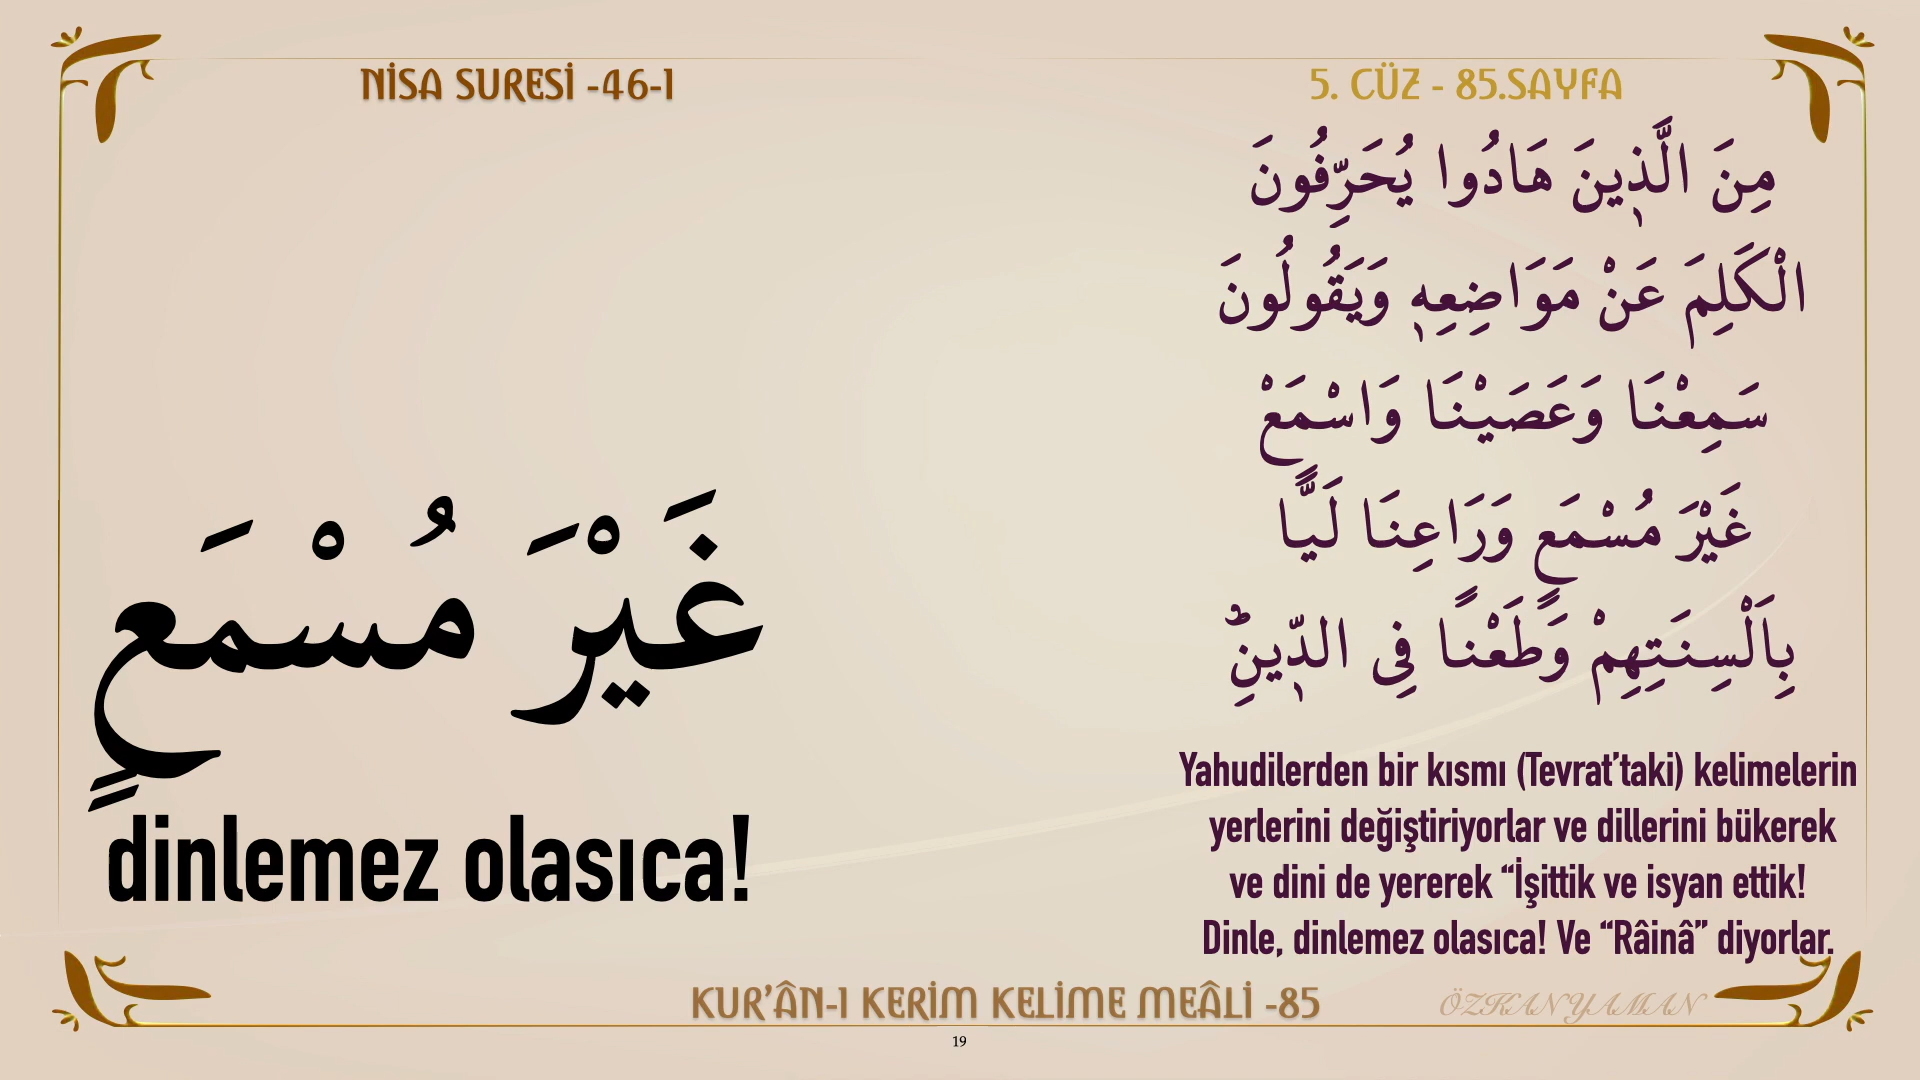 NİSA SURESİ -46-1
5. CÜZ - 85.SAYFA
مِنَ الَّذ۪ينَ هَادُوا يُحَرِّفُونَ
الْكَلِمَ عَنْ مَوَاضِعِه۪ وَيَقُولُونَ
سَمِعْنَا وَعَصَيْنَا وَاسْمَعْ
غَيْرَ مُسْمَعٍ وَرَاعِنَا لَيًّا
بِاَلْسِنَتِهِمْ وَطَعْنًا فِى الدّ۪ينِۜ
غَيْرَ مُسْمَعٍ
dinlemez olasıca!
Yahudilerden bir kısmı (Tevrat’taki) kelimelerin
yerlerini değiştiriyorlar ve dillerini bükerek
ve dini de yererek “İşittik ve isyan ettik!
Dinle, dinlemez olasıca! Ve “Râinâ” diyorlar.
KUR’ÂN-I KERİM KELİME MEÂLİ -85
ÖZKAN YAMAN
19